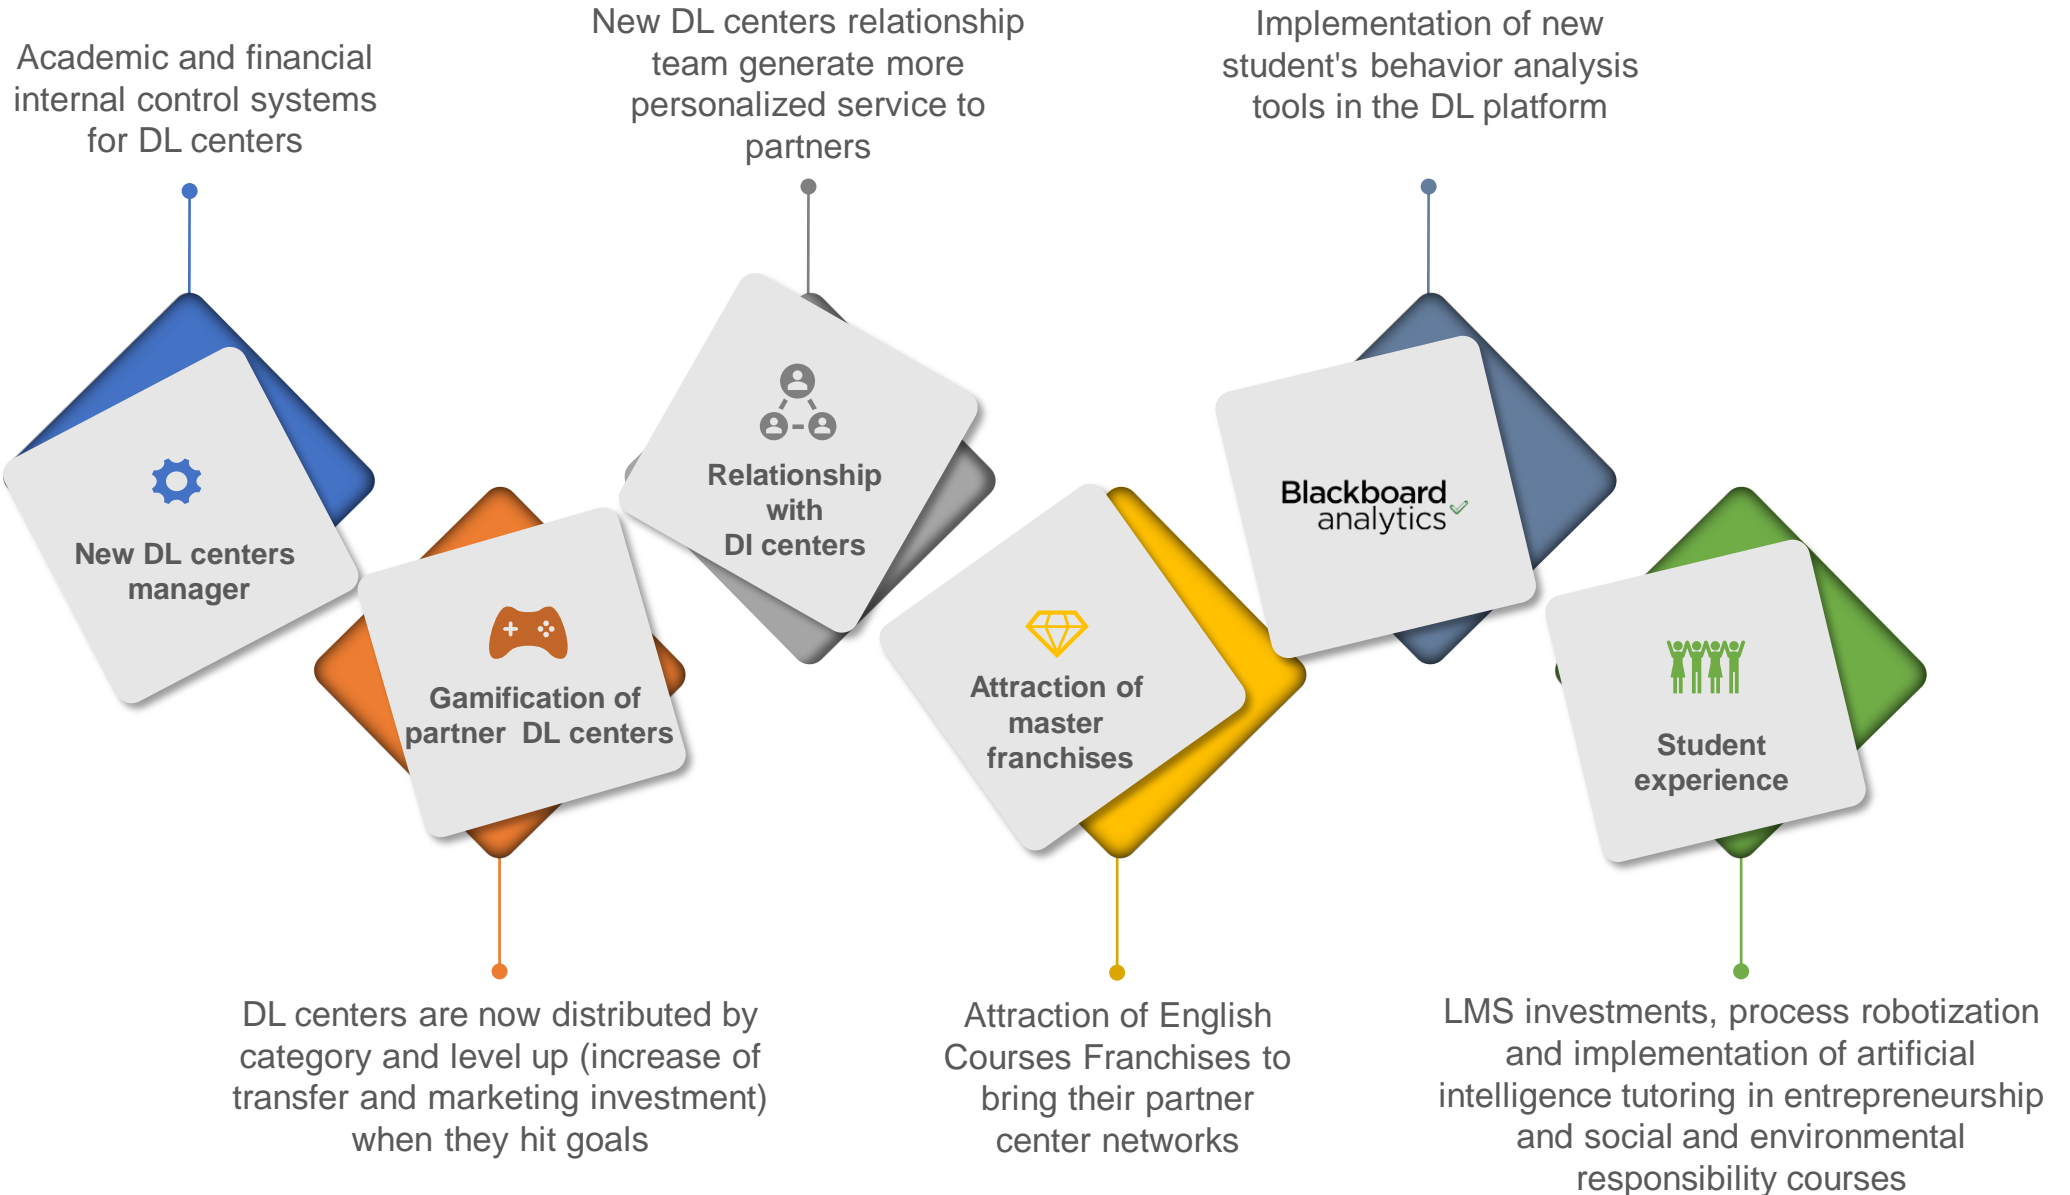 Academic and financial
internal control systems
for DL centers
New DL centers
manager
Gamification of
partner  DL centers
DL centers are now distributed by
category and level up (increase of
transfer and marketing investment)
when they hit goals
New DL centers relationship
team generate more
personalized service to
partners
Relationship
with
Dl centers
Attraction of
master
franchises
Attraction of English
Courses Franchises to
bring their partner
center networks
Implementation of new
student's behavior analysis
tools in the DL platform
Blackboard
analytics
Student
experience
LMS investments, process robotization
and implementation of artificial
intelligence tutoring in entrepreneurship
and social and environmental
responsibility courses